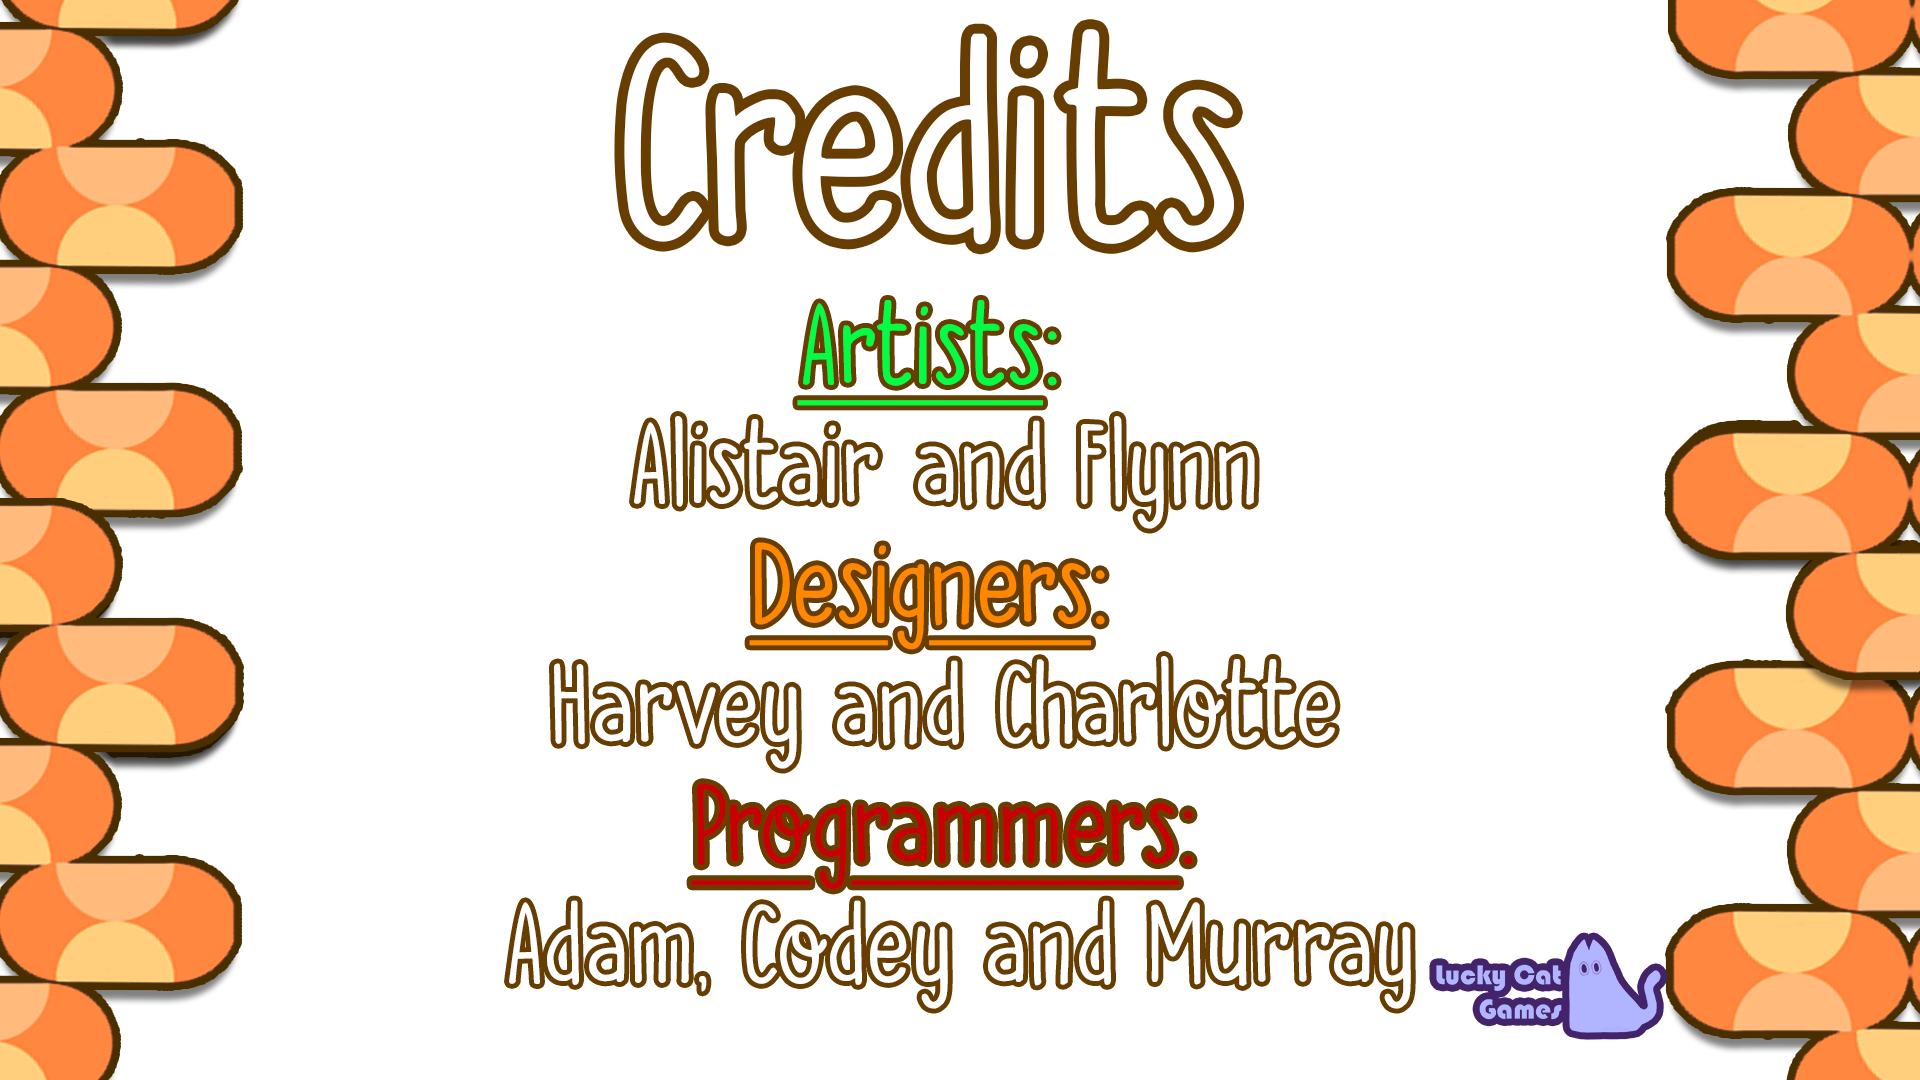 Credits
Artists:
Alistair and Flynn
Designers:
Harvey and Charlotte
Programmers:
Adam, Codey and Murray
Lucky Cat
Games